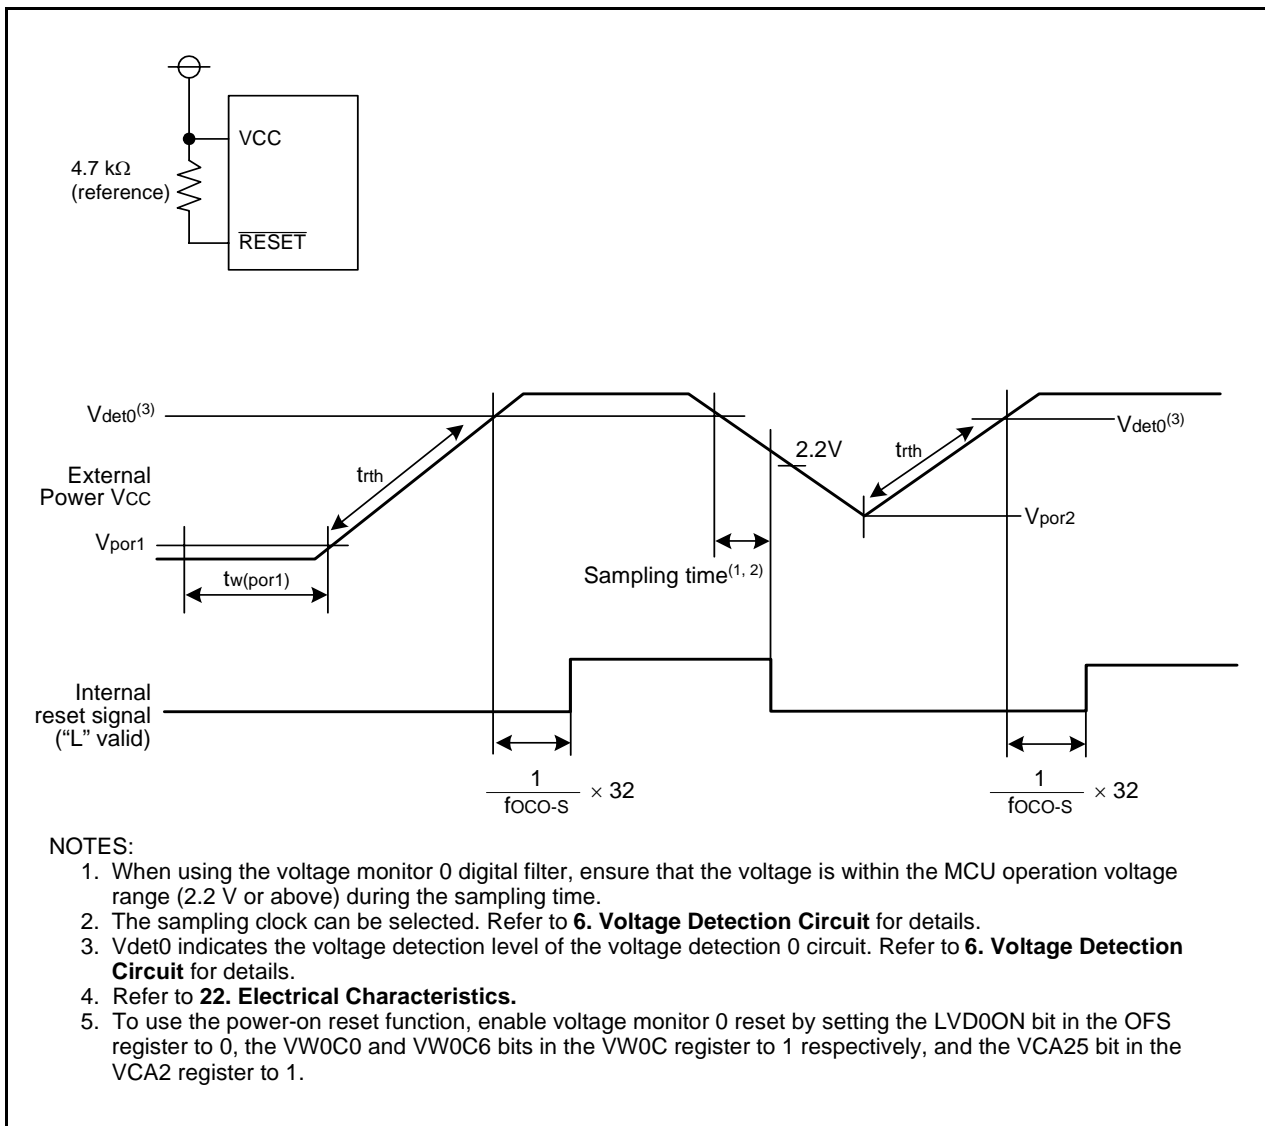 VCC
4.7 kΩ
(reference)
RESET
Vdet0(3)
2.2V
Vdet0(3)
trth
trth
External
Power VCC
Vpor1
Vpor2
tw(por1)
Sampling time(1, 2)
Internal
reset signal
(“L” valid)
1
fOCO-S
× 32
1
fOCO-S
× 32
NOTES:
1. When using the voltage monitor 0 digital filter, ensure that the voltage is within the MCU operation voltage
range (2.2 V or above) during the sampling time.
2. The sampling clock can be selected. Refer to 6. Voltage Detection Circuit for details.
3. Vdet0 indicates the voltage detection level of the voltage detection 0 circuit. Refer to 6. Voltage Detection
Circuit for details.
4. Refer to 22. Electrical Characteristics.
5. To use the power-on reset function, enable voltage monitor 0 reset by setting the LVD0ON bit in the OFS
register to 0, the VW0C0 and VW0C6 bits in the VW0C register to 1 respectively, and the VCA25 bit in the
VCA2 register to 1.